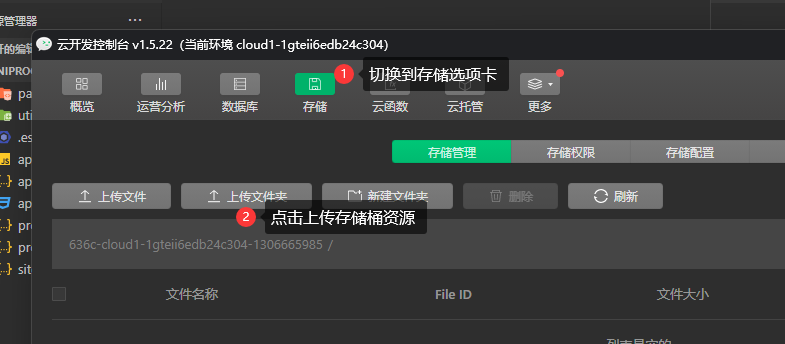 源管理器
···
云开发控制台 v1.5.22（当前环境 cloud1-1gteii6edb24c304）
开的编辑
NIPRO
pa
uti
.es
ap
ap
ap
pro
pro
site
概览
运营分析
数据库
存储
云函数
云托管
更多
1 切换到存储选项卡
存储管理
存储权限
存储配置
上传文件
上传文件夹
新建文件夹
删除
刷新
2 点击上传存储桶资源
636c-cloud1-1gteii6edb24c304-1306665985 /
文件名称
File ID
文件大小